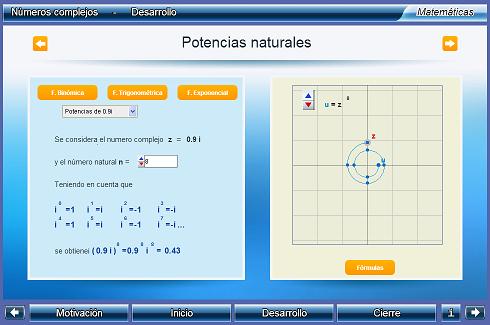 Números complejos - Desarrollo
Matemáticas
Potencias naturales
F. Binómica F. Trigonométrica F. Exponencial
Potencias de 0.9i
Se considera el numero complejo z = 0.9 i
y el número natural n = 8
Teniendo en cuenta que
i^0 =1 i^1 =i i^2 =-1 i^3 =-i
i^4 =1 i^5 =i i^6 =-1 i^7 =-i ...
se obtienei (0.9 i)^8 =0.9^8 i^8 = 0.43
u = z^8
z
u
Fórmulas
Motivación Inicio Desarrollo Cierre i